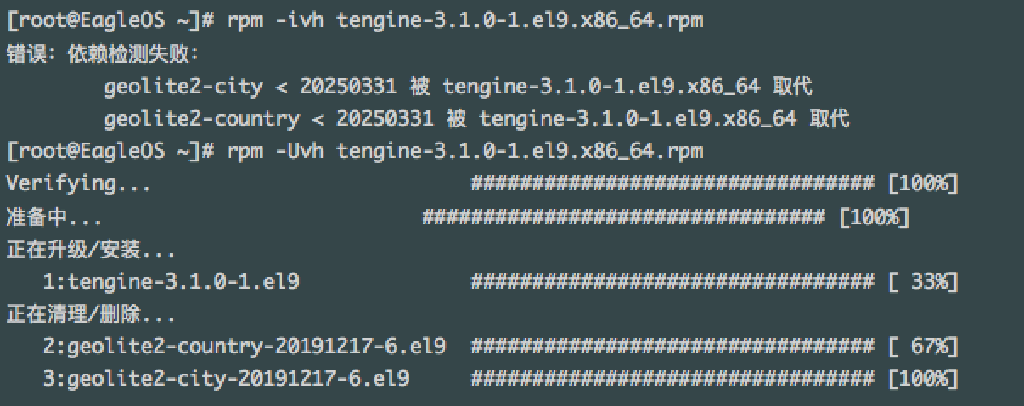 [root@EagleOS ~]# rpm -ivh tengine-3.1.0-1.el9.x86_64.rpm
错误：依赖检测失败：
        geolite2-city < 20250331 被 tengine-3.1.0-1.el9.x86_64 取代
        geolite2-country < 20250331 被 tengine-3.1.0-1.el9.x86_64 取代
[root@EagleOS ~]# rpm -Uvh tengine-3.1.0-1.el9.x86_64.rpm
Verifying...                          ################################# [100%]
准备中...                          ################################# [100%]
正在升级/安装...
   1:tengine-3.1.0-1.el9              ################################# [ 33%]
正在清理/删除...
   2:geolite2-country-20191217-6.el9  ################################# [ 67%]
   3:geolite2-city-20191217-6.el9     ################################# [100%]